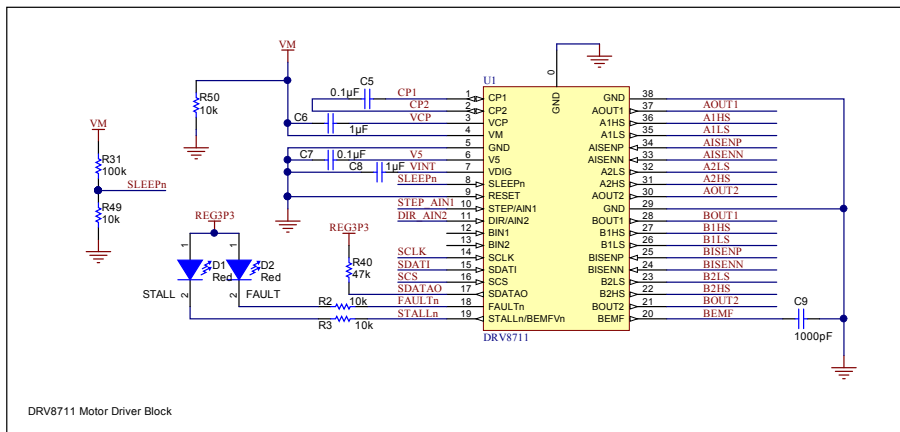 VM
R50
10k
VM
R31
100k
SLEEPn
R49
10k
REG3P3
1
1
D1
Red
D2
Red
STALL
2
2
FAULT
R2
10k
R3
10k
REG3P3
R40
47k
C5
0.1µF
CP1
CP2
C6
VCP
1µF
C7
0.1µF
V5
C8
1µF
VINT
SLEEPn
STEP_AIN1
DIR_AIN2
SCLK
SDATI
SCS
SDATAO
FAULTn
STALLn
U1
0
GND
1 CP1
2 CP2
3 VCP
4 VM
5 GND
6 V5
7 VDIG
8 SLEEPn
9 RESET
10 STEP/AIN1
11 DIR/AIN2
12 BIN1
13 BIN2
14 SCLK
15 SDATI
16 SCS
17 SDATAO
18 FAULTn
19 STALLn/BEMFVn
GND 38
AOUT1 37 AOUT1
A1HS 36 A1HS
A1LS 35 A1LS
AISENP 34 AISENP
AISENN 33 AISENN
A2LS 32 A2LS
A2HS 31 A2HS
AOUT2 30 AOUT2
GND 29
BOUT1 28 BOUT1
B1HS 27 B1HS
B1LS 26 B1LS
BISENP 25 BISENP
BISENN 24 BISENN
B2LS 23 B2LS
B2HS 22 B2HS
BOUT2 21 BOUT2
BEMF 20 BEMF
C9
1000pF
DRV8711
DRV8711 Motor Driver Block